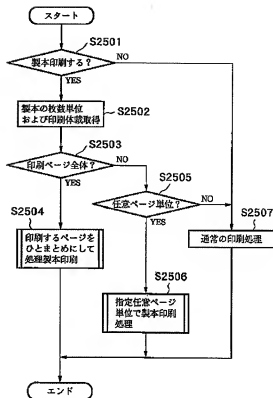 スタート
S2501
製本印刷する？
NO
YES
製本の枚数単位
および印刷体裁取得
S2502
S2503
印刷ページ全体？
NO
YES
S2505
任意ページ単位？
NO
YES
S2504
印刷するページを
ひとまとめにして
処理製本印刷
S2507
通常の印刷処理
S2506
指定任意ページ
単位で製本印刷
処理
エンド